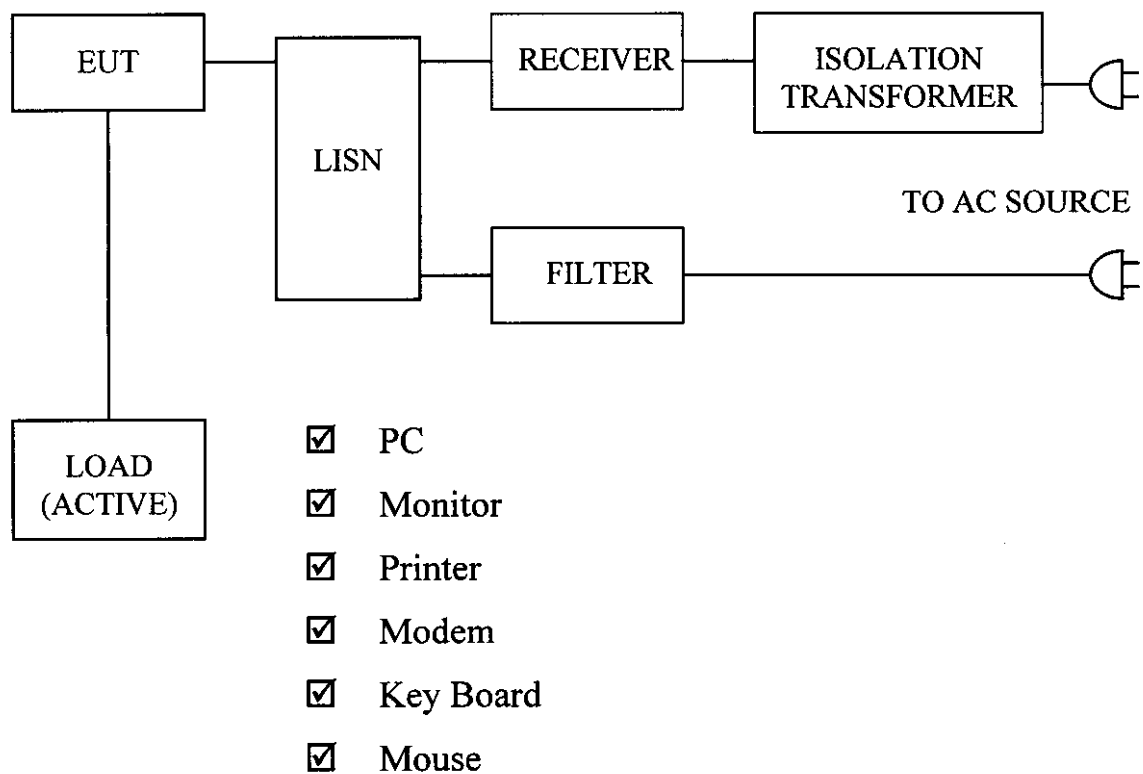 EUT
LISN
RECEIVER
ISOLATION
TRANSFORMER
TO AC SOURCE
FILTER
LOAD
(ACTIVE)
☑ PC
☑ Monitor
☑ Printer
☑ Modem
☑ Key Board
☑ Mouse